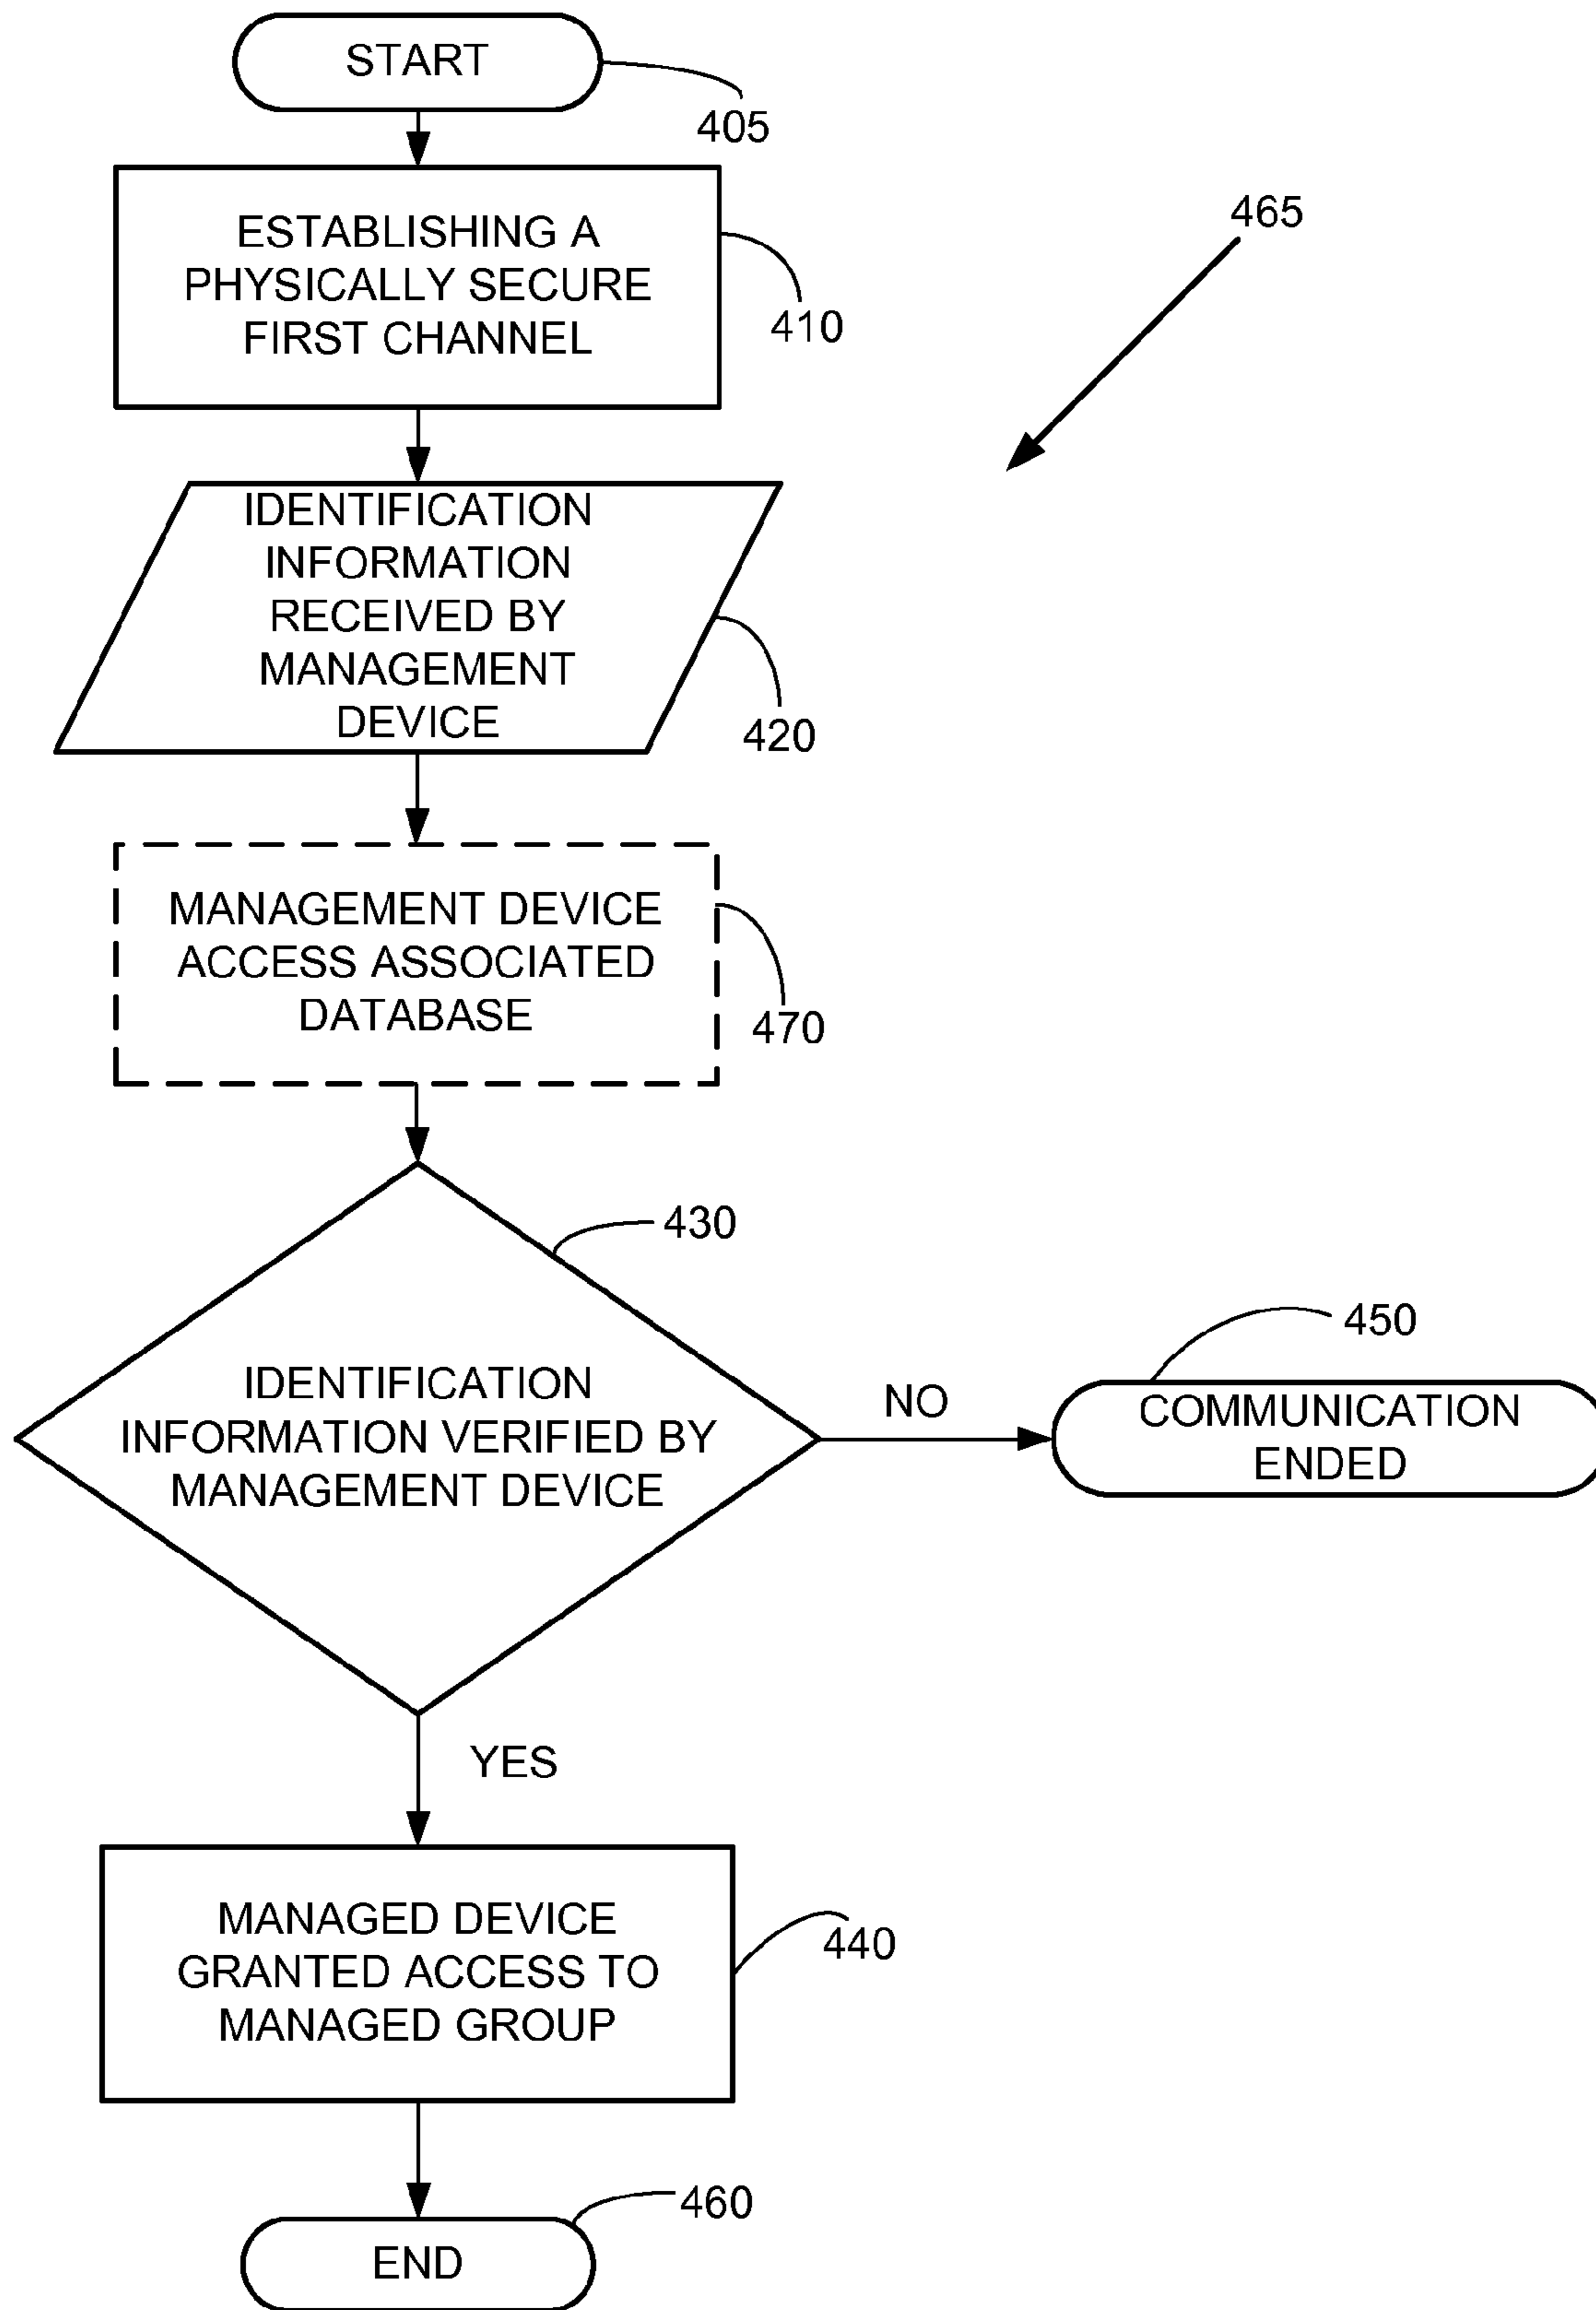 START
405
ESTABLISHING A
PHYSICALLY SECURE
FIRST CHANNEL
410
465
IDENTIFICATION
INFORMATION
RECEIVED BY
MANAGEMENT
DEVICE
420
MANAGEMENT DEVICE
ACCESS ASSOCIATED
DATABASE
470
430
IDENTIFICATION
INFORMATION VERIFIED BY
MANAGEMENT DEVICE
NO
450
COMMUNICATION
ENDED
YES
MANAGED DEVICE
GRANTED ACCESS TO
MANAGED GROUP
440
460
END